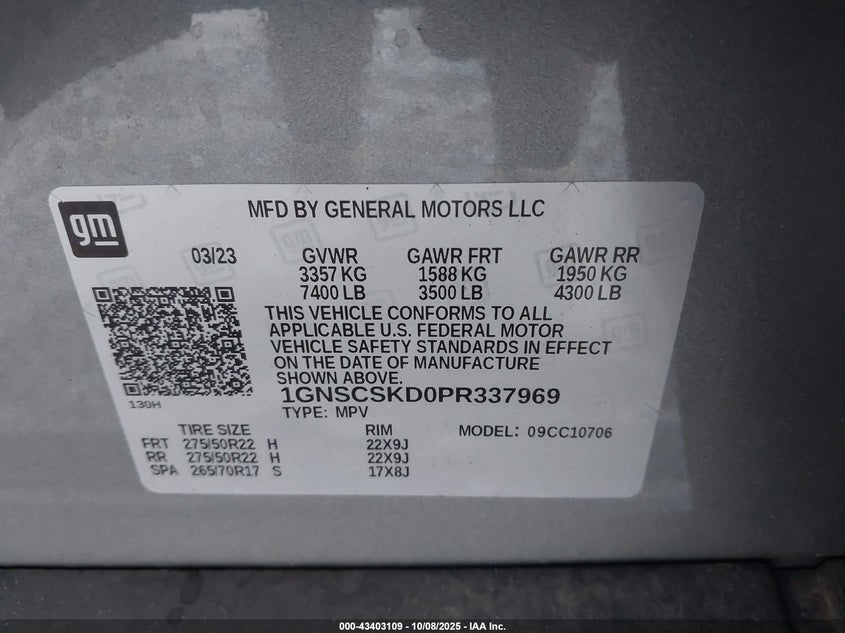 gm
MFD BY GENERAL MOTORS LLC
03/23 GVWR GAWR FRT GAWR RR
3357 KG 1588 KG 1950 KG
7400 LB 3500 LB 4300 LB
THIS VEHICLE CONFORMS TO ALL
APPLICABLE U.S. FEDERAL MOTOR
VEHICLE SAFETY STANDARDS IN EFFECT
ON THE DATE OF MANUFACTURE
SHOWN ABOVE.
130H
1GNSCSKD0PR337969
TYPE: MPV
TIRE SIZE RIM MODEL: 09CC10706
FRT 275/50R22 H 22X9J
RR 275/50R22 H 22X9J
SPA 265/70R17 S 17X8J
000-43403109 - 10/08/2025 - IAA Inc.